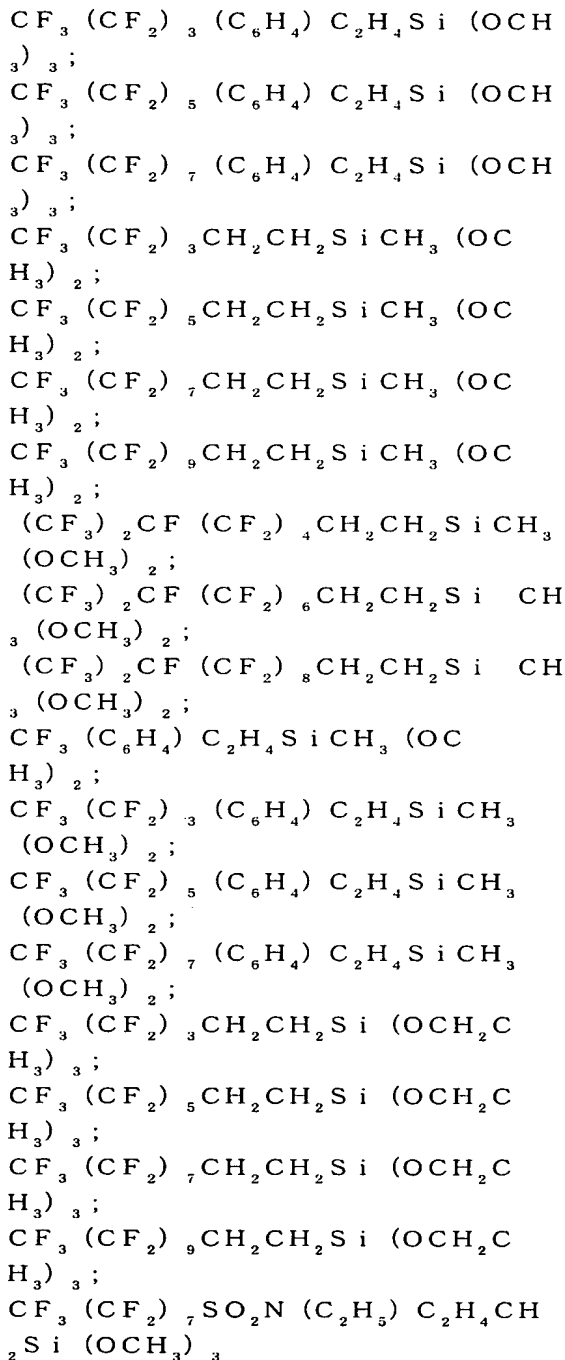 CF₃(CF₂)₃(C₆H₄)C₂H₄Si(OCH
₃)₃;
CF₃(CF₂)₅(C₆H₄)C₂H₄Si(OCH
₃)₃;
CF₃(CF₂)₇(C₆H₄)C₂H₄Si(OCH
₃)₃;
CF₃(CF₂)₃CH₂CH₂SiCH₃(OC
H₃)₂;
CF₃(CF₂)₅CH₂CH₂SiCH₃(OC
H₃)₂;
CF₃(CF₂)₇CH₂CH₂SiCH₃(OC
H₃)₂;
CF₃(CF₂)₉CH₂CH₂SiCH₃(OC
H₃)₂;
(CF₃)₂CF(CF₂)₄CH₂CH₂SiCH₃
(OCH₃)₂;
(CF₃)₂CF(CF₂)₆CH₂CH₂Si CH
₃(OCH₃)₂;
(CF₃)₂CF(CF₂)₈CH₂CH₂Si CH
₃(OCH₃)₂;
CF₃(C₆H₄)C₂H₄SiCH₃(OC
H₃)₂;
CF₃(CF₂)₃(C₆H₄)C₂H₄SiCH₃
(OCH₃)₂;
CF₃(CF₂)₅(C₆H₄)C₂H₄SiCH₃
(OCH₃)₂;
CF₃(CF₂)₇(C₆H₄)C₂H₄SiCH₃
(OCH₃)₂;
CF₃(CF₂)₃CH₂CH₂Si(OCH₂C
H₃)₃;
CF₃(CF₂)₅CH₂CH₂Si(OCH₂C
H₃)₃;
CF₃(CF₂)₇CH₂CH₂Si(OCH₂C
H₃)₃;
CF₃(CF₂)₉CH₂CH₂Si(OCH₂C
H₃)₃;
CF₃(CF₂)₇SO₂N(C₂H₅)C₂H₄CH
₂Si(OCH₃)₃